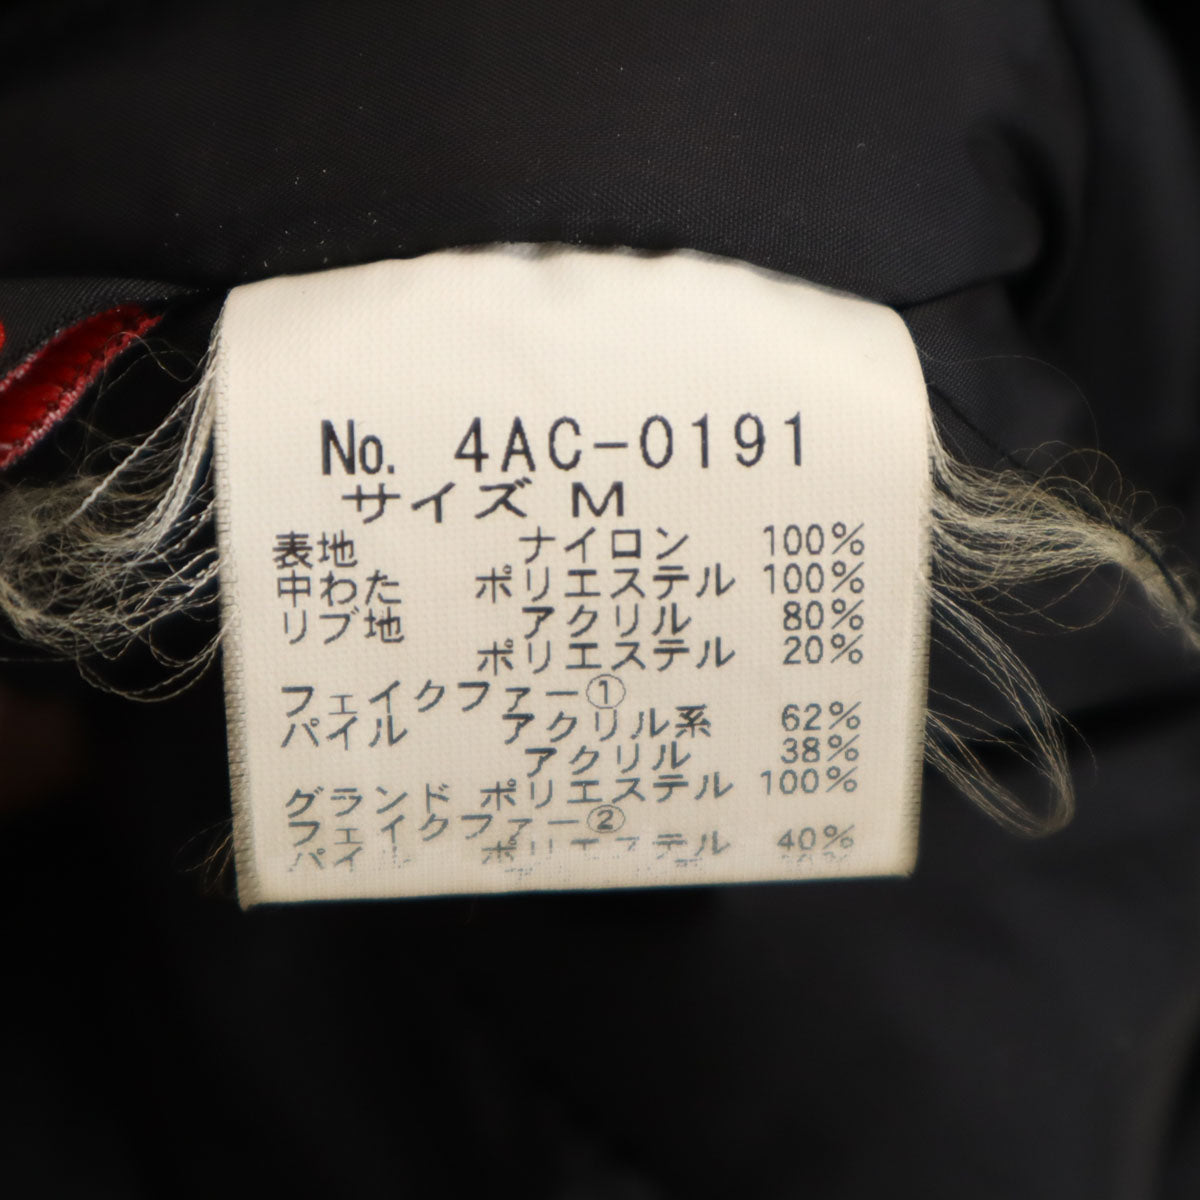 No. 4AC-0191
サイズ M
表地 ナイロン 100%
中わた ポリエステル 100%
リブ地 アクリル 80%
ポリエステル 20%
フェイクファー①
パイル アクリル系 62%
アクリル 38%
グランド ポリエステル 100%
フェイクファー②
パイル ポリエステル 40%